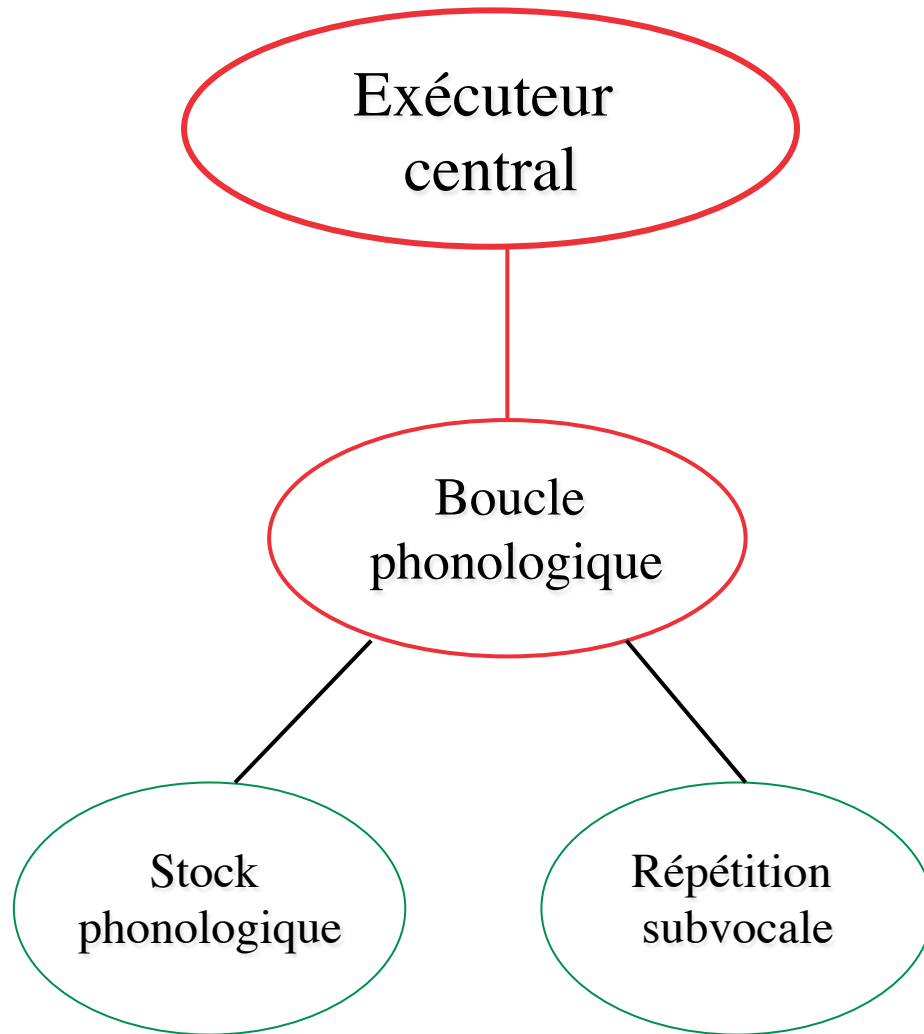 Exécuteur
central
Boucle
phonologique
Stock
phonologique
Répétition
subvocale